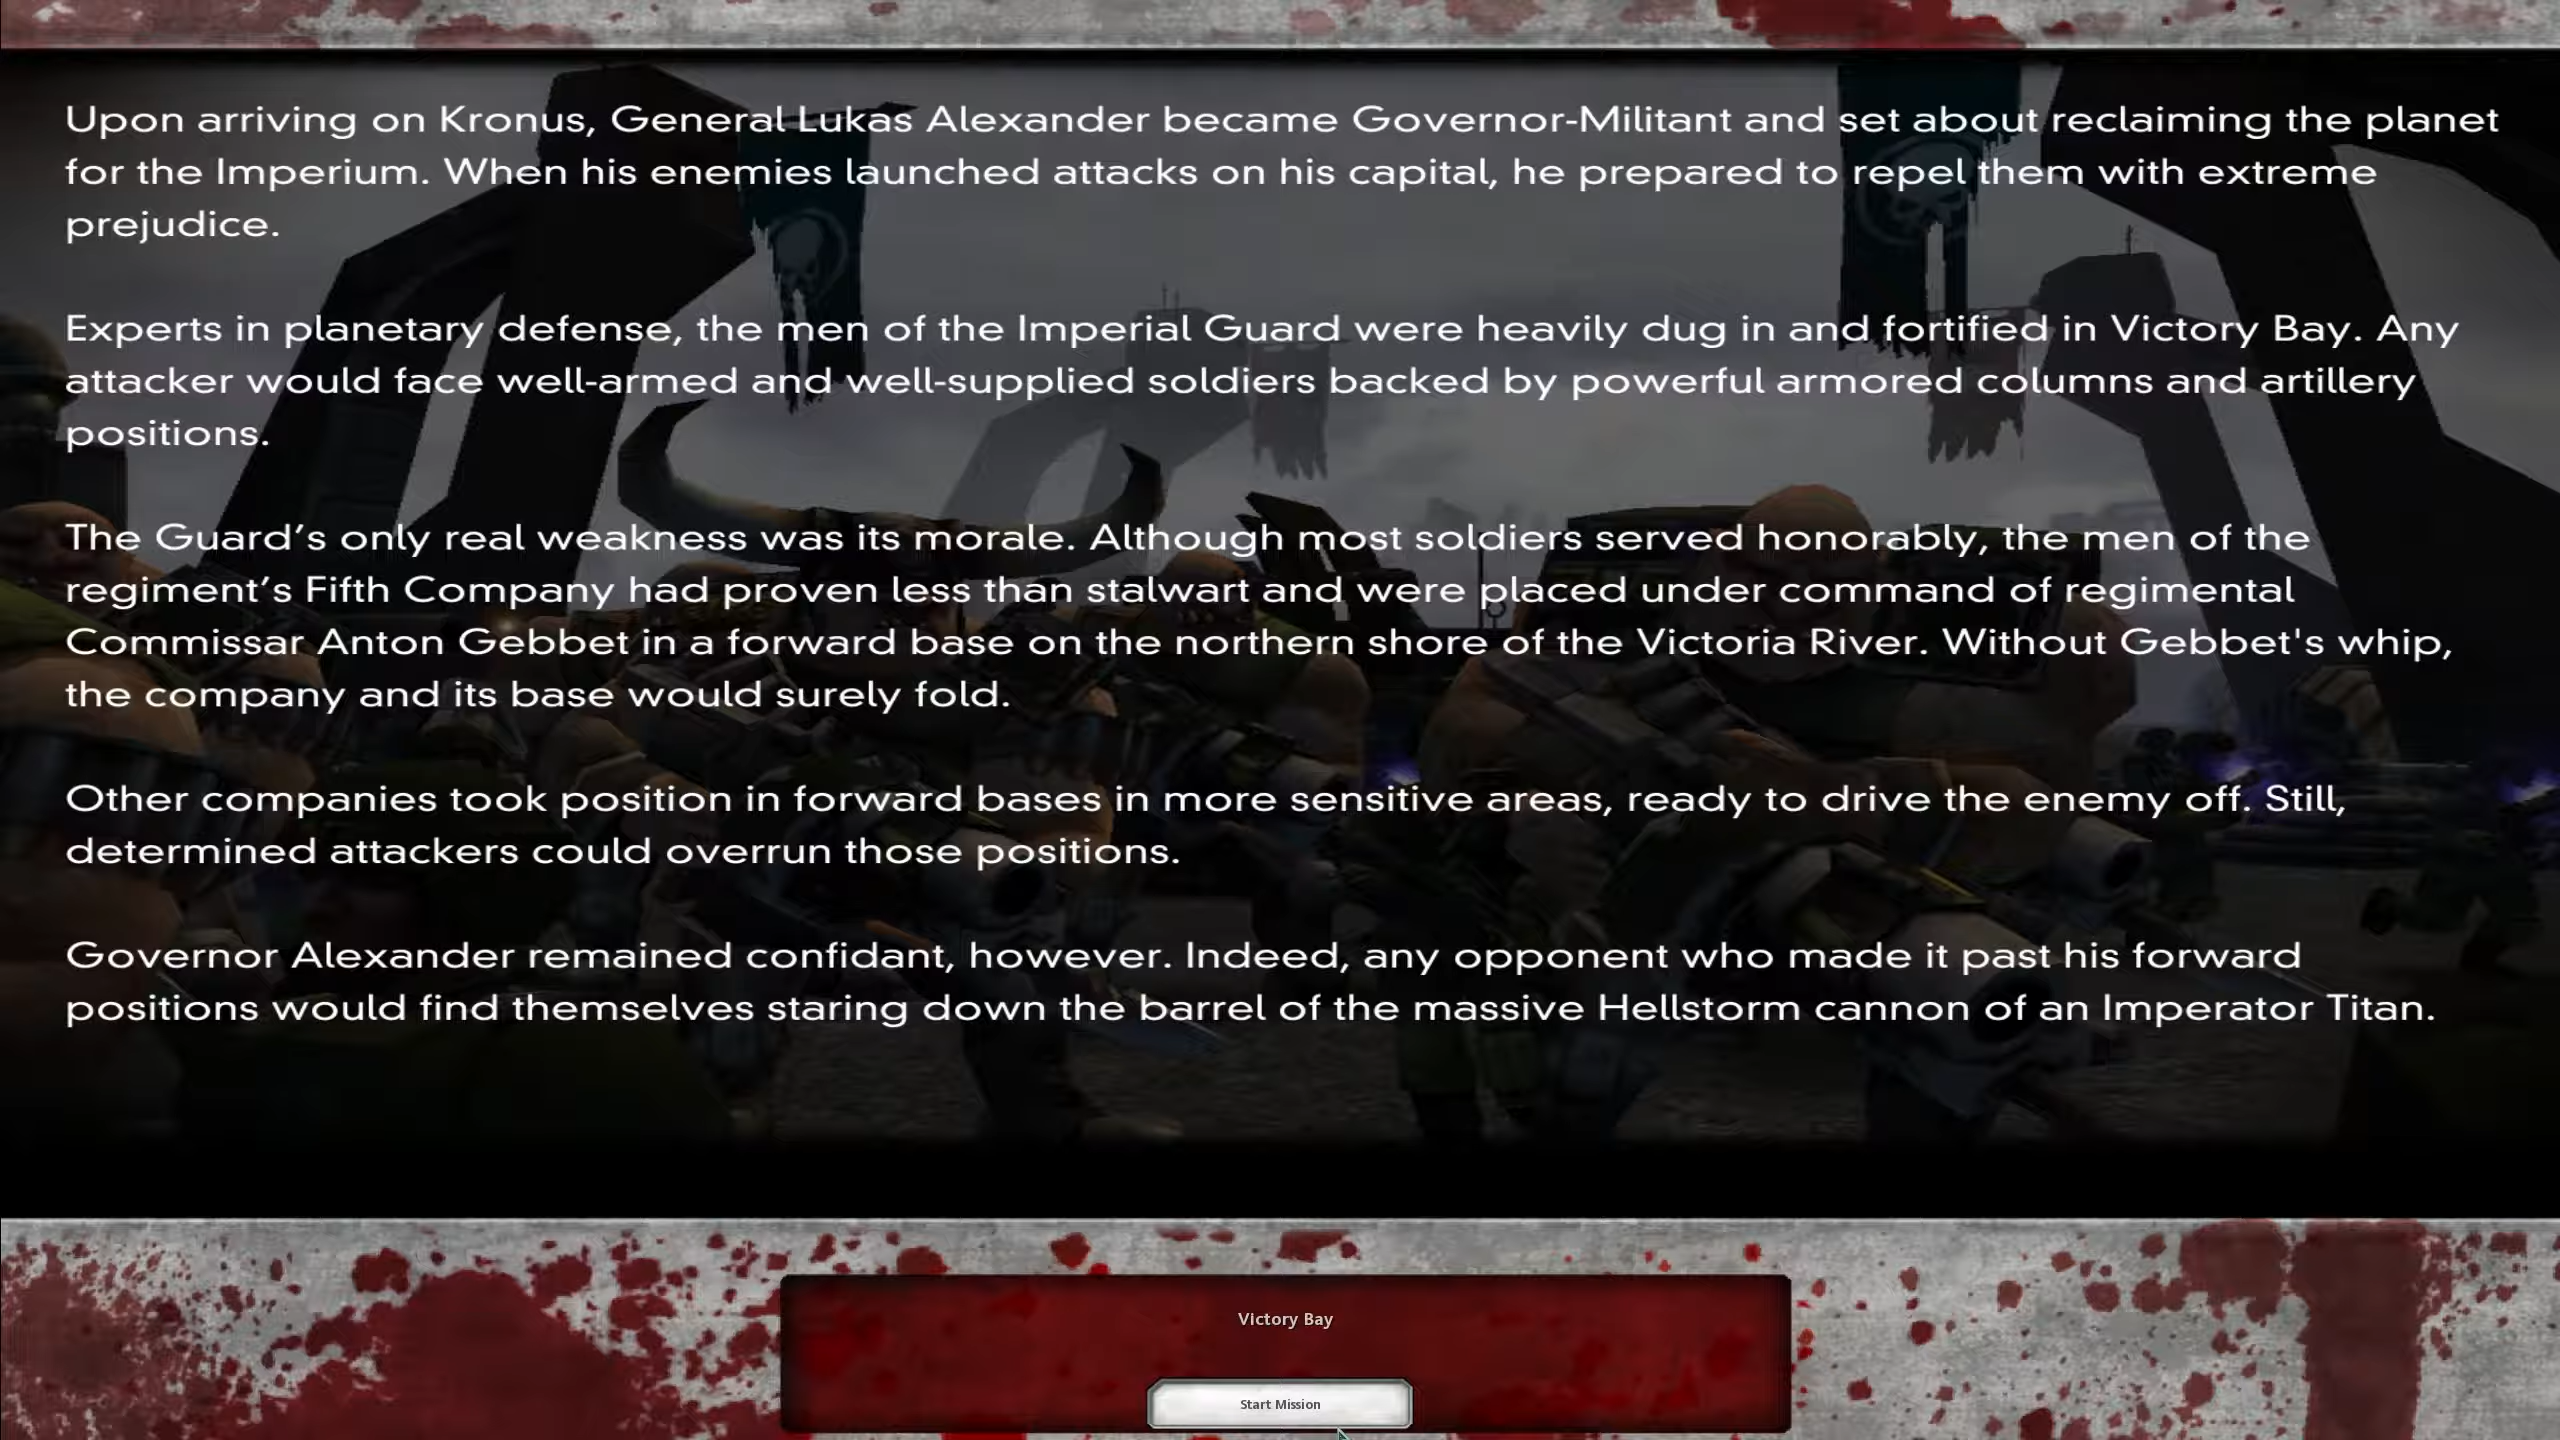 Upon arriving on Kronus, General Lukas Alexander became Governor-Militant and set about reclaiming the planet
for the Imperium. When his enemies launched attacks on his capital, he prepared to repel them with extreme
prejudice.
Experts in planetary defense, the men of the Imperial Guard were heavily dug in and fortified in Victory Bay. Any
attacker would face well-armed and well-supplied soldiers backed by powerful armored columns and artillery
positions.
The Guard’s only real weakness was its morale. Although most soldiers served honorably, the men of the
regiment’s Fifth Company had proven less than stalwart and were placed under command of regimental
Commissar Anton Gebbet in a forward base on the northern shore of the Victoria River. Without Gebbet's whip,
the company and its base would surely fold.
Other companies took position in forward bases in more sensitive areas, ready to drive the enemy off. Still,
determined attackers could overrun those positions.
Governor Alexander remained confidant, however. Indeed, any opponent who made it past his forward
positions would find themselves staring down the barrel of the massive Hellstorm cannon of an Imperator Titan.
Victory Bay
Start Mission